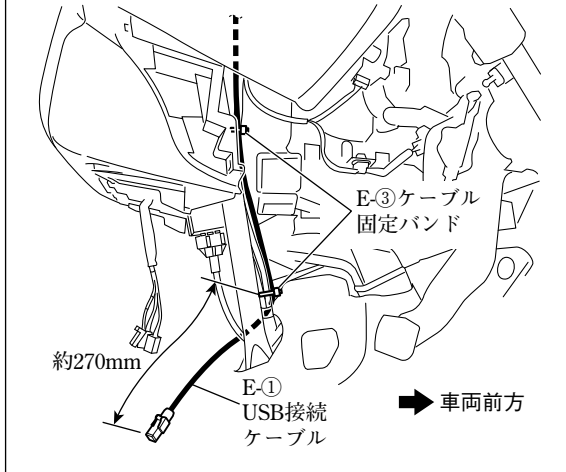 E-③ケーブル
固定バンド
約270mm
E-①
USB接続
ケーブル
車両前方